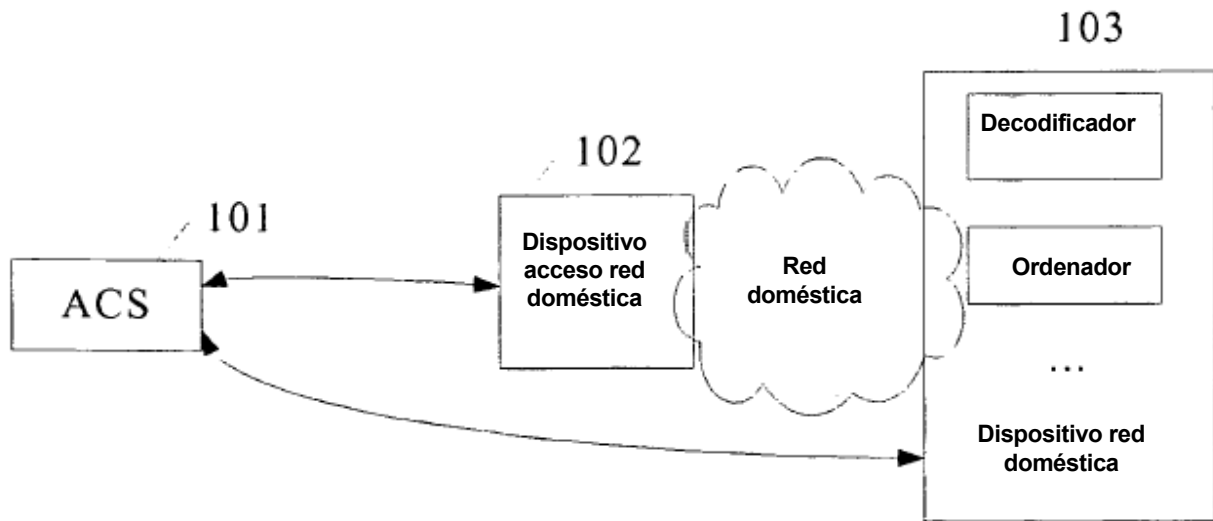 103
Decodificador
102
101
Dispositivo
acceso red
doméstica
Red
doméstica
Ordenador
ACS
...
Dispositivo red
doméstica